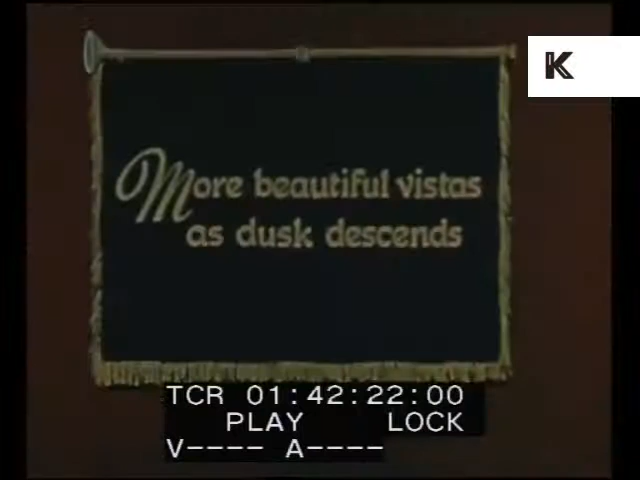 K
More beautiful vistas
as dusk descends
TCR 01:42:22:00
PLAY LOCK
V---- A----